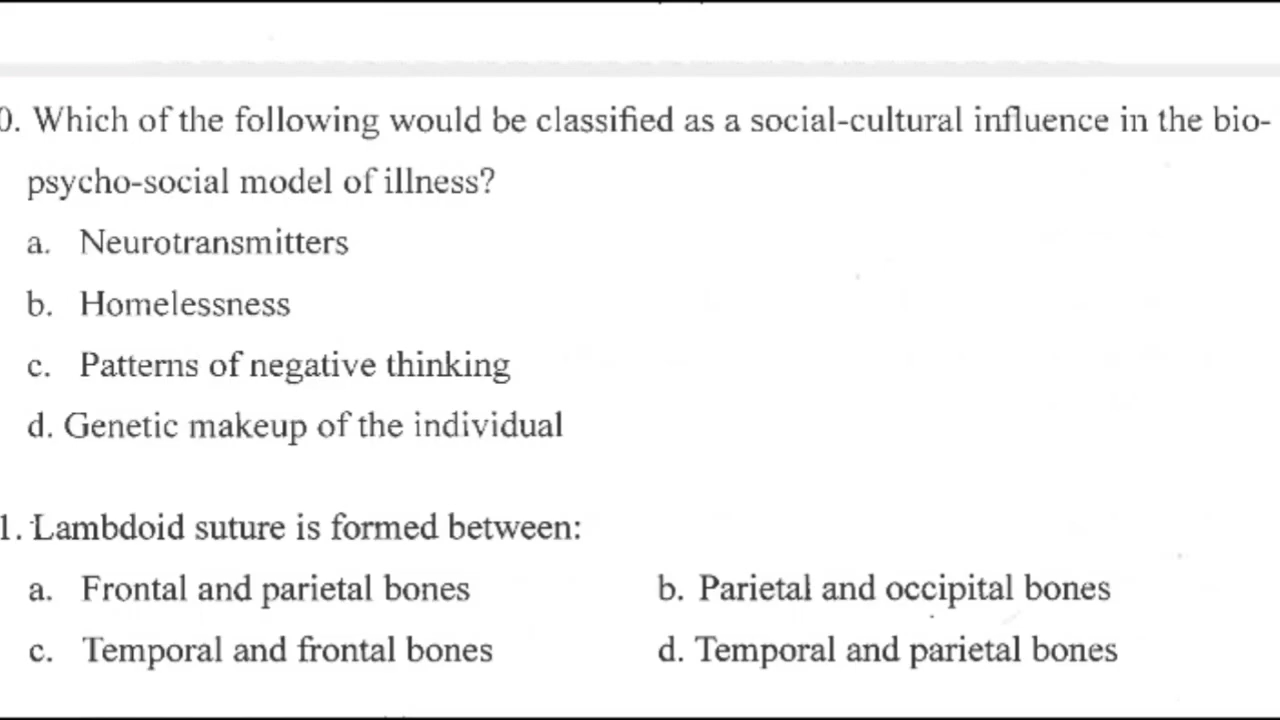 0. Which of the following would be classified as a social-cultural influence in the bio-
psycho-social model of illness?
a. Neurotransmitters
b. Homelessness
c. Patterns of negative thinking
d. Genetic makeup of the individual
1. Lambdoid suture is formed between:
a. Frontal and parietal bones b. Parietal and occipital bones
c. Temporal and frontal bones d. Temporal and parietal bones